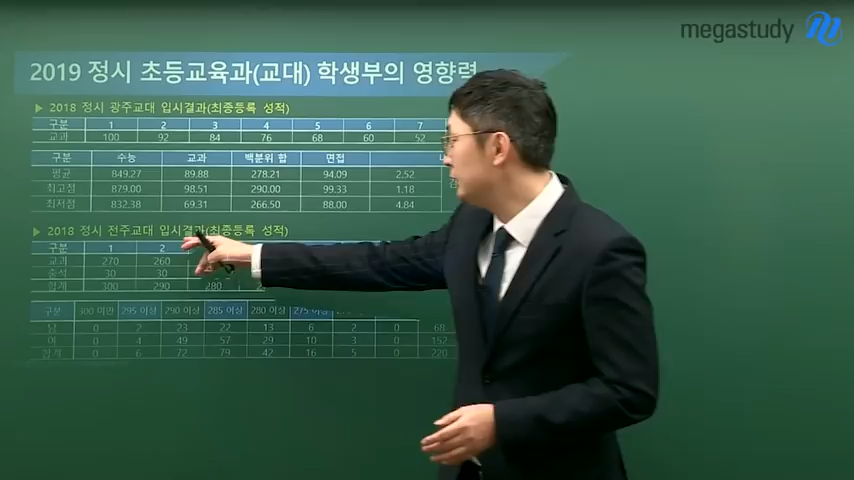 megastudy
2019 정시 초등교육과(교대) 학생부의 영향력
▶ 2018 정시 광주교대 입시결과(최종등록 성적)
구분 1 2 3 4 5 6 7
교과 100 92 84 76 68 60 52
구분 수능 교과 백분위 합 면접
평균 849.27 89.88 278.21 94.09 2.52
최고점 879.00 98.51 290.00 99.33 1.18
최저점 832.38 69.31 266.50 88.00 4.84
▶ 2018 정시 전주교대 입시결과(최종등록 성적)
구분 1 2
교과 270 260
출석 30 30
합계 300 290 280
구분 300 미만 295 이상 290 이상 285 이상 280 이상 275 이상
남 0 2 23 22 13 6 2 0 68
여 0 4 49 57 29 10 3 0 152
합계 0 6 72 79 42 16 5 0 220